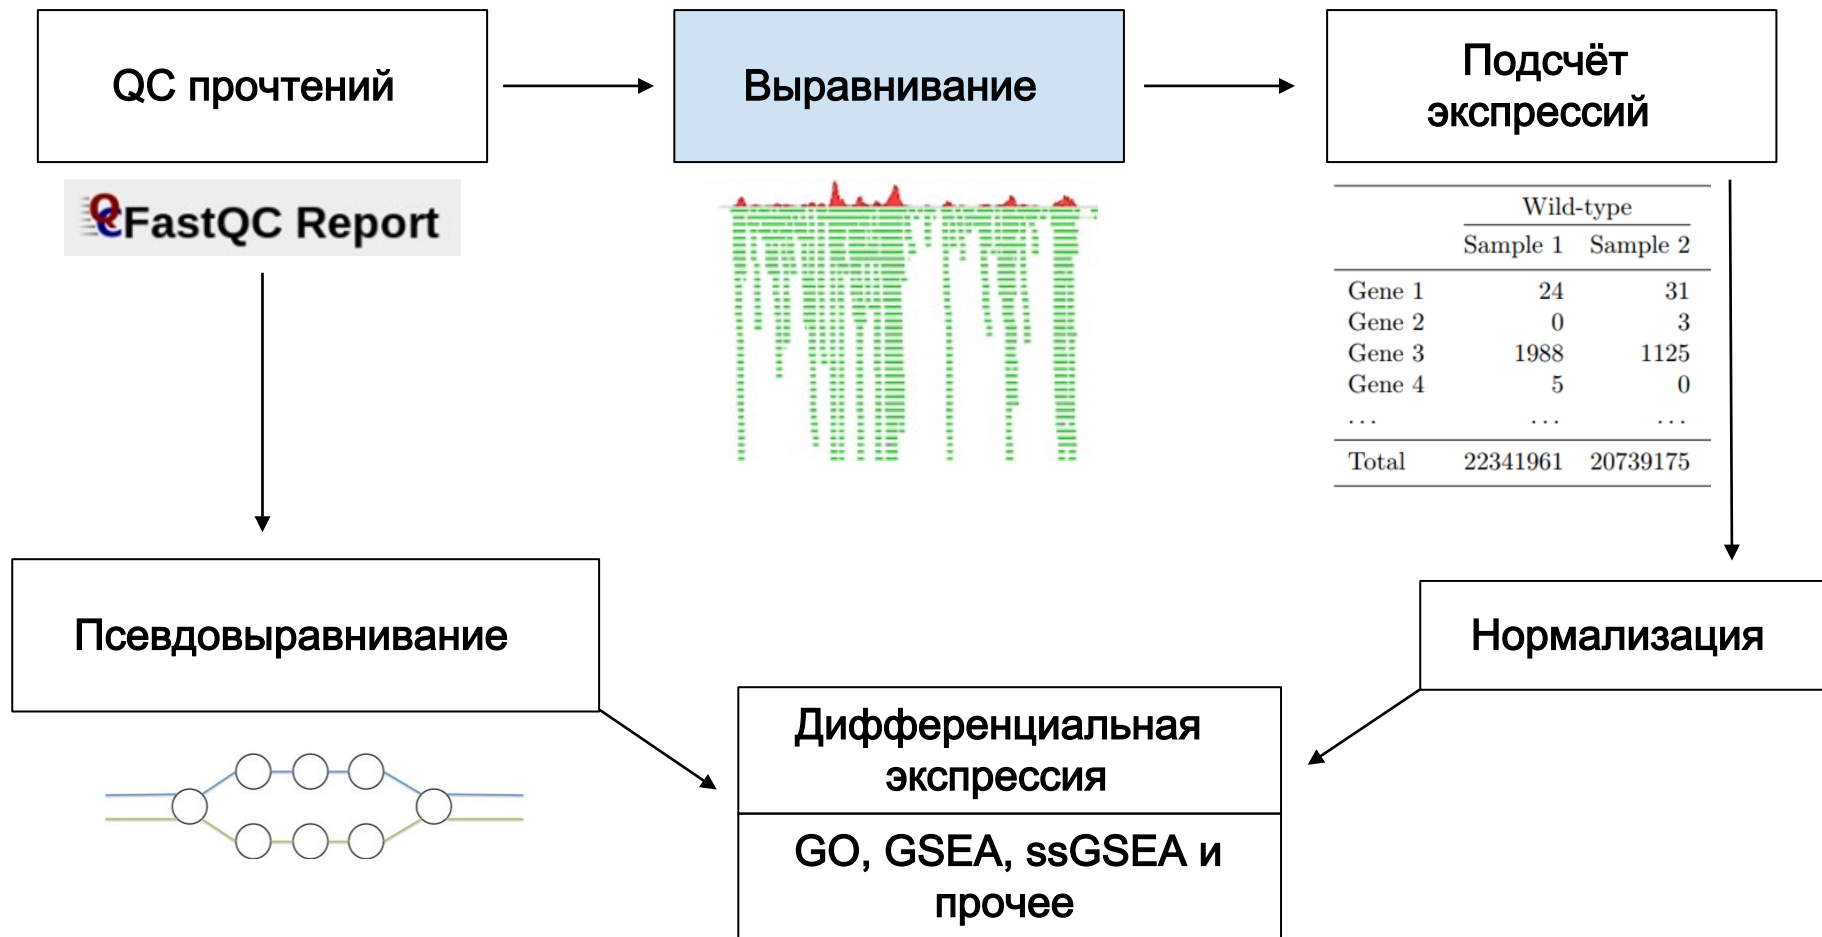 QC прочтений
Выравнивание
Подсчёт
экспрессий
QCFastQC Report
Wild-type
Sample 1 Sample 2
Gene 1 24 31
Gene 2 0 3
Gene 3 1988 1125
Gene 4 5 0
... ... ...
Total 22341961 20739175
Псевдовыравнивание
Нормализация
Дифференциальная
экспрессия
GO, GSEA, ssGSEA и
прочее